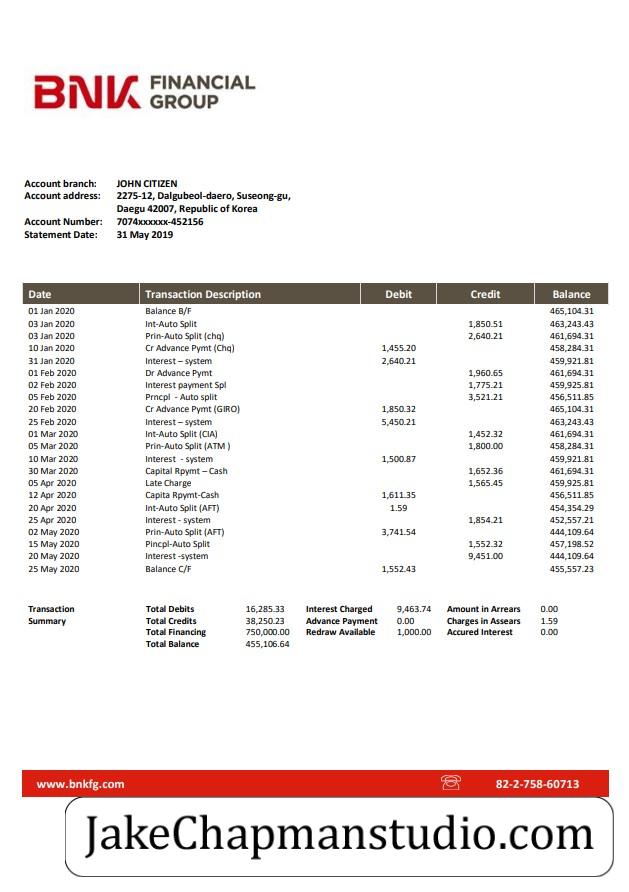 BNK FINANCIAL
GROUP
Account branch: JOHN CITIZEN
Account address: 2275-12, Dalgubeol-daero, Suseong-gu,
Daegu 42007, Republic of Korea
Account Number: 7074xxxxxx-452156
Statement Date: 31 May 2019
Date Transaction Description Debit Credit Balance
01 Jan 2020 Balance B/F 465,104.31
03 Jan 2020 Int-Auto Split 1,850.51 463,243.43
03 Jan 2020 Prin-Auto Split (chq) 2,640.21 461,694.31
10 Jan 2020 Cr Advance Pymt (Chq) 1,455.20 458,284.31
31 Jan 2020 Interest – system 2,640.21 459,921.81
01 Feb 2020 Dr Advance Pymt 1,960.65 461,694.31
02 Feb 2020 Interest payment Spl 1,775.21 459,925.81
05 Feb 2020 Prncpl - Auto split 3,521.21 456,511.85
20 Feb 2020 Cr Advance Pymt (GIRO) 1,850.32 465,104.31
25 Feb 2020 Interest – system 5,450.21 463,243.43
01 Mar 2020 Int-Auto Split (CIA) 1,452.32 461,694.31
05 Mar 2020 Prin-Auto Split (ATM ) 1,800.00 458,284.31
10 Mar 2020 Interest - system 1,500.87 459,921.81
30 Mar 2020 Capital Rpymt – Cash 1,652.36 461,694.31
05 Apr 2020 Late Charge 1,565.45 459,925.81
12 Apr 2020 Capita Rpymt-Cash 1,611.35 456,511.85
20 Apr 2020 Int-Auto Split (AFT) 1.59 454,354.29
25 Apr 2020 Interest - system 1,854.21 452,557.21
02 May 2020 Prin-Auto Split (AFT) 3,741.54 444,109.64
15 May 2020 Pincpl-Auto Split 1,552.32 457,198.52
20 May 2020 Interest -system 9,451.00 444,109.64
25 May 2020 Balance C/F 1,552.43 455,557.23
Transaction Total Debits 16,285.33 Interest Charged 9,463.74 Amount in Arrears 0.00
Summary Total Credits 38,250.23 Advance Payment 0.00 Charges in Assears 1.59
Total Financing 750,000.00 Redraw Available 1,000.00 Accured Interest 0.00
Total Balance 455,106.64
www.bnkfg.com 82-2-758-60713
JakeChapmanstudio.com